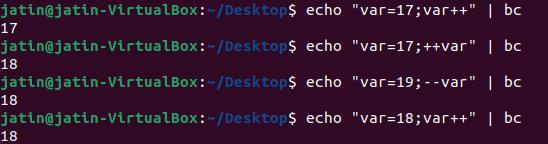 jatin@jatin-VirtualBox:~/Desktop$ echo "var=17;var++" | bc
17
jatin@jatin-VirtualBox:~/Desktop$ echo "var=17;++var" | bc
18
jatin@jatin-VirtualBox:~/Desktop$ echo "var=19;--var" | bc
18
jatin@jatin-VirtualBox:~/Desktop$ echo "var=18;var++" | bc
18